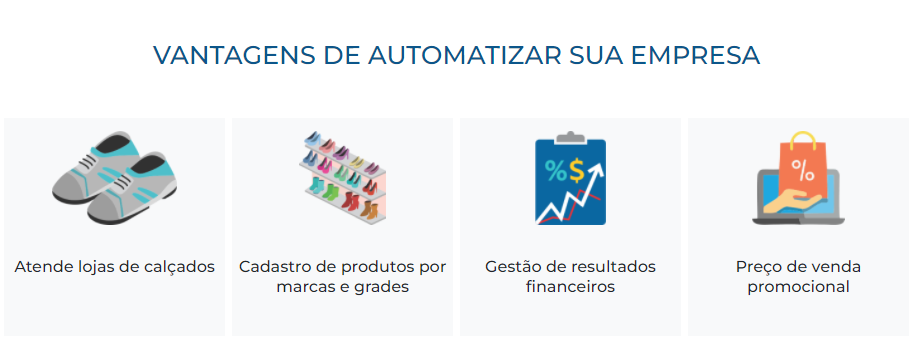 VANTAGENS DE AUTOMATIZAR SUA EMPRESA
Atende lojas de calçados
Cadastro de produtos por
marcas e grades
%$
Gestão de resultados
financeiros
%
Preço de venda
promocional